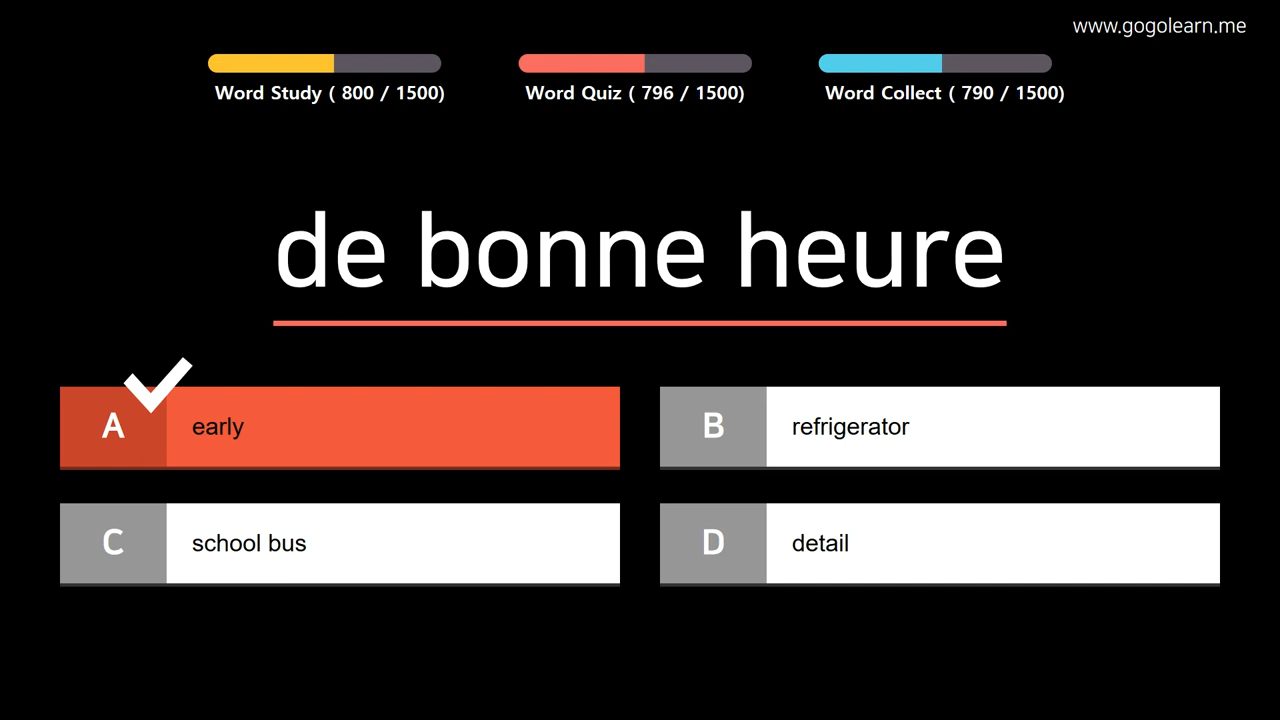 www.gogolearn.me
Word Study ( 800 / 1500)
Word Quiz ( 796 / 1500)
Word Collect ( 790 / 1500)
de bonne heure
A early
B refrigerator
C school bus
D detail